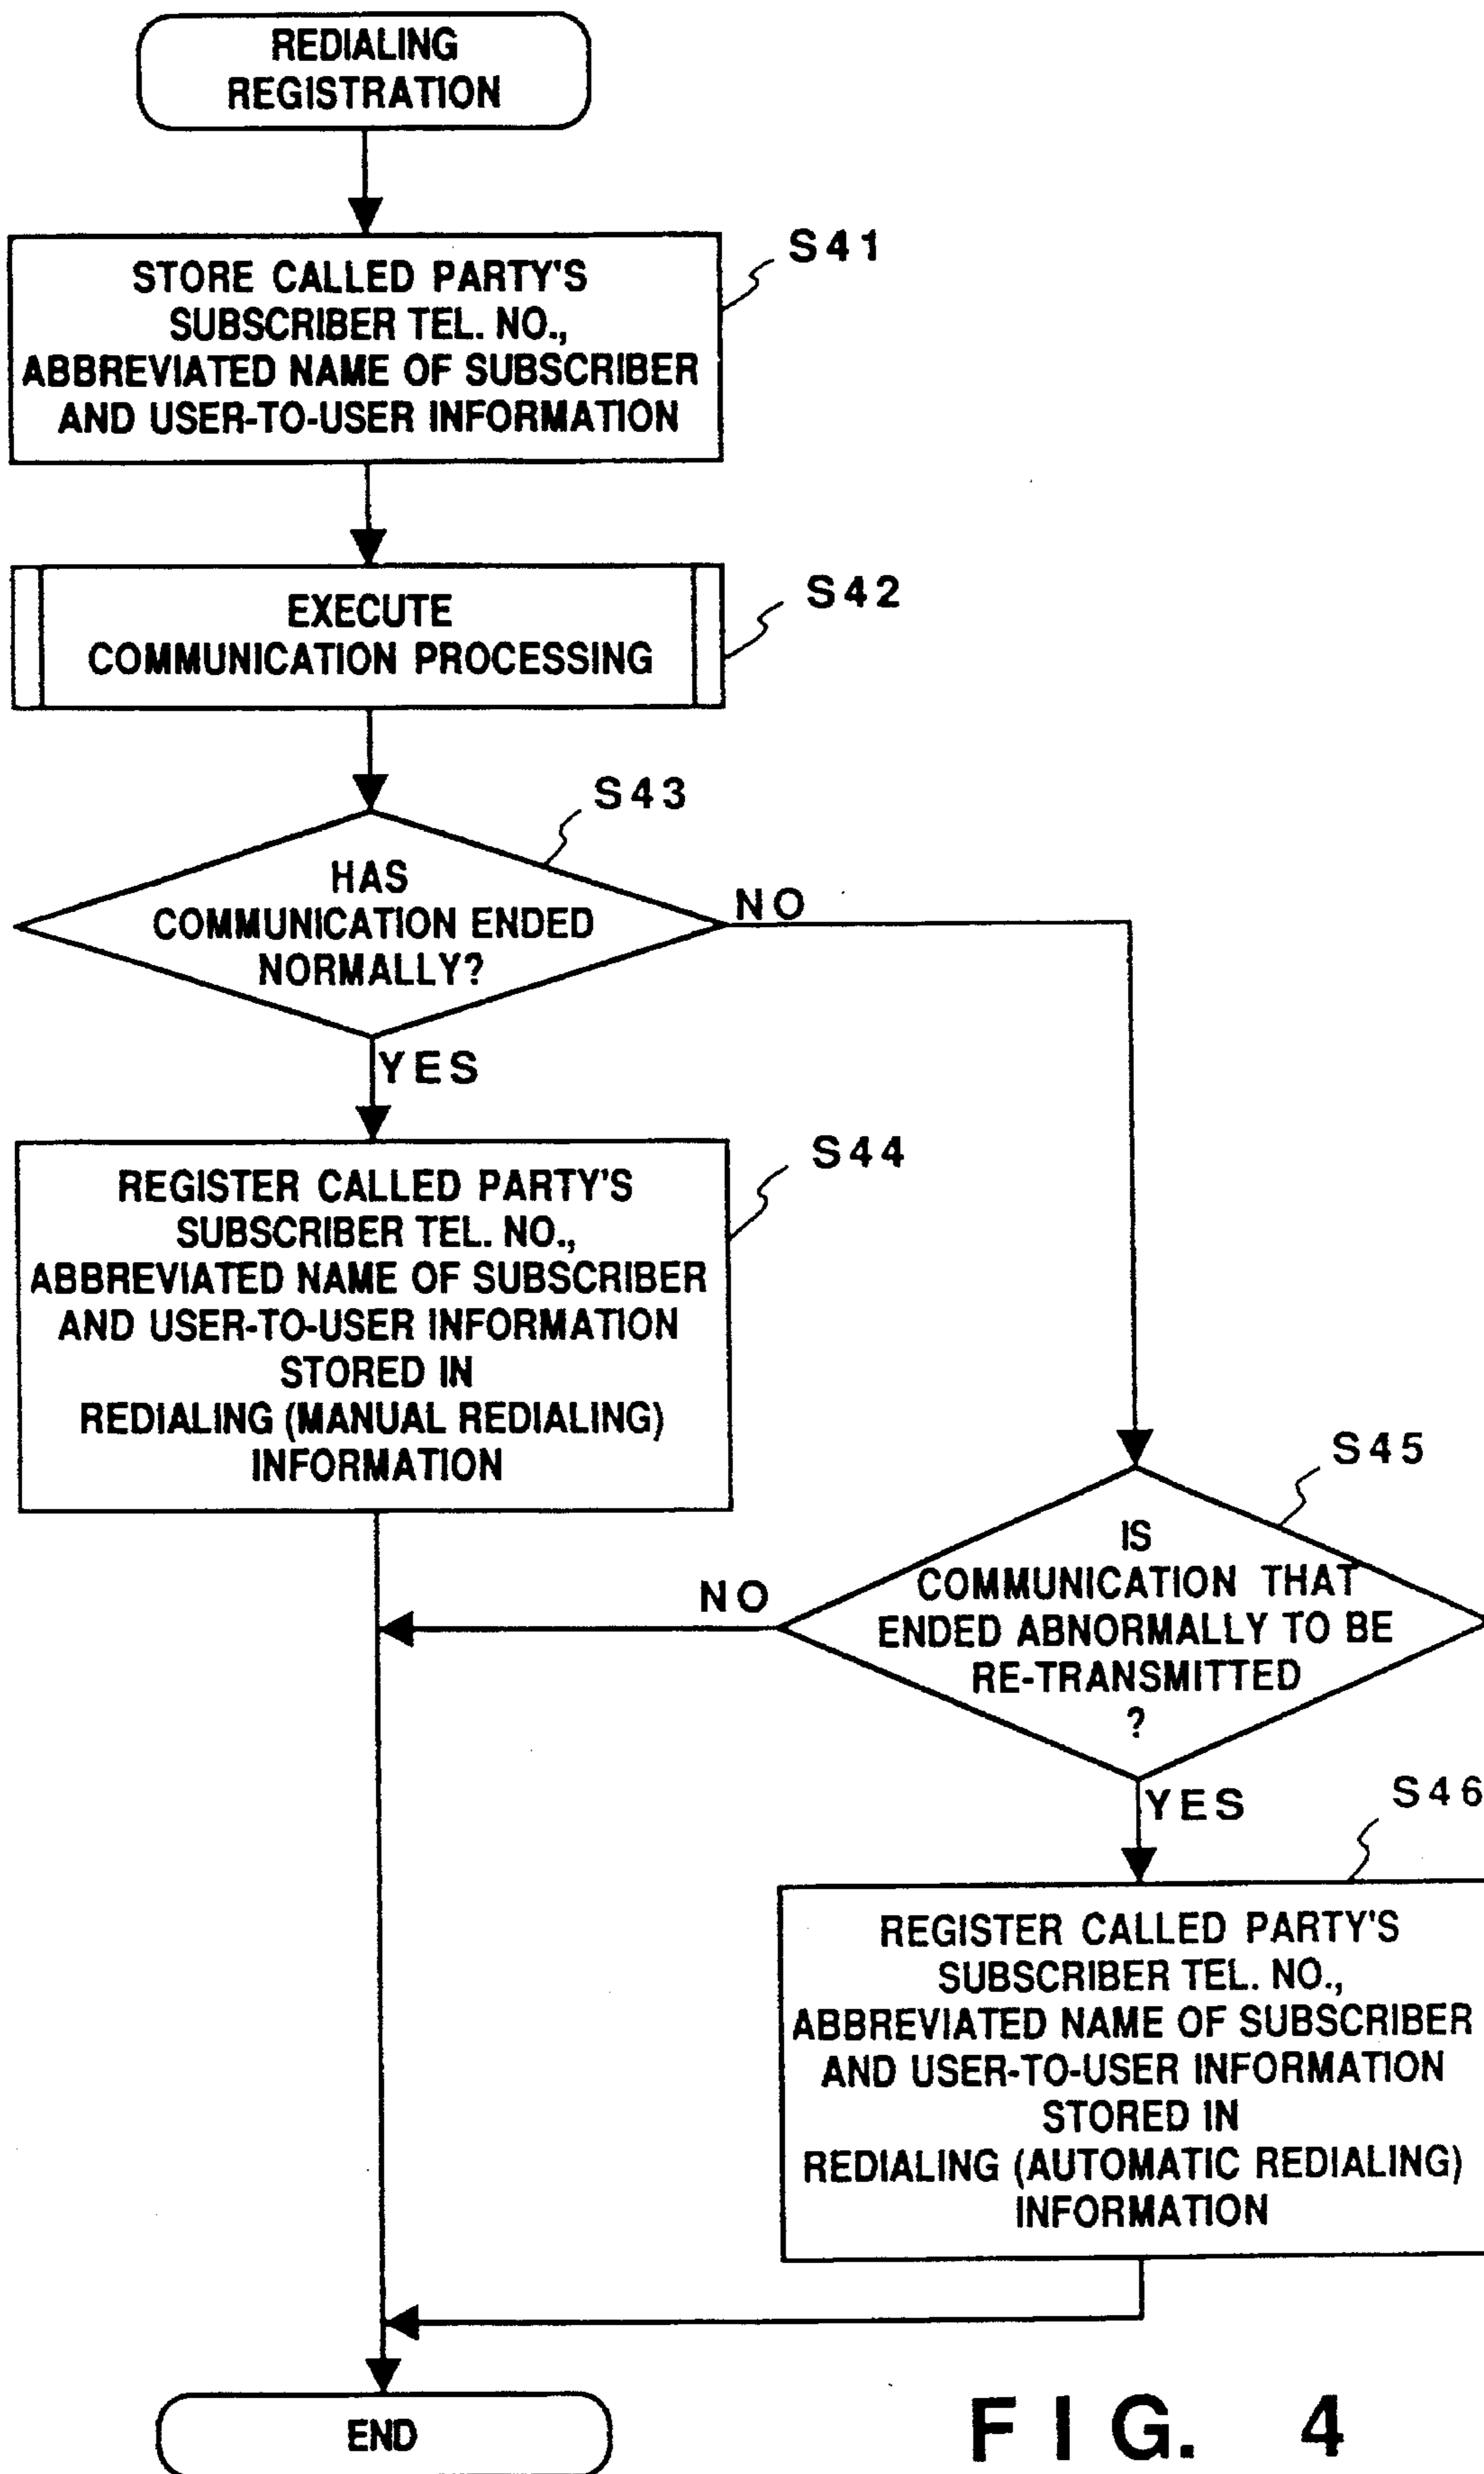 REDIALING
REGISTRATION
S41
STORE CALLED PARTY'S
SUBSCRIBER TEL. NO.,
ABBREVIATED NAME OF SUBSCRIBER
AND USER-TO-USER INFORMATION
S42
EXECUTE
COMMUNICATION PROCESSING
S43
HAS
COMMUNICATION ENDED
NORMALLY?
NO
YES
S44
REGISTER CALLED PARTY'S
SUBSCRIBER TEL. NO.,
ABBREVIATED NAME OF SUBSCRIBER
AND USER-TO-USER INFORMATION
STORED IN
REDIALING (MANUAL REDIALING)
INFORMATION
S45
IS
COMMUNICATION THAT
ENDED ABNORMALLY TO BE
RE-TRANSMITTED
?
NO
YES
S46
REGISTER CALLED PARTY'S
SUBSCRIBER TEL. NO.,
ABBREVIATED NAME OF SUBSCRIBER
AND USER-TO-USER INFORMATION
STORED IN
REDIALING (AUTOMATIC REDIALING)
INFORMATION
END
FIG. 4